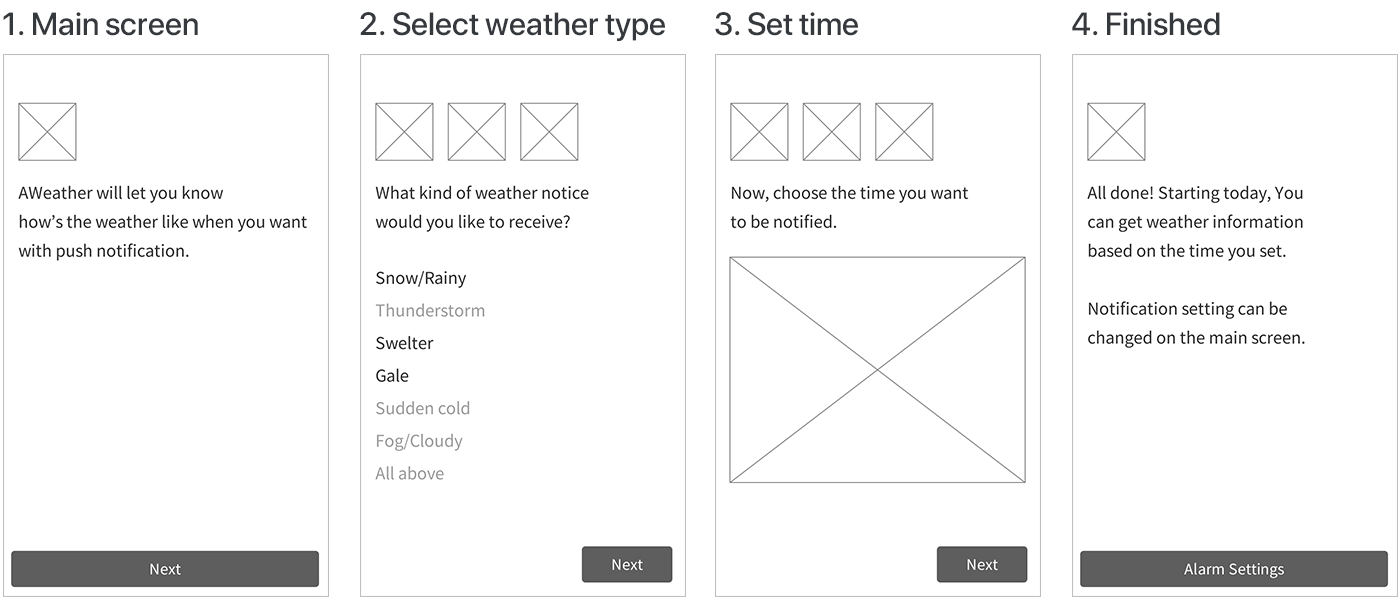 1. Main screen
AWeather will let you know
how’s the weather like when you want
with push notification.
Next
2. Select weather type
What kind of weather notice
would you like to receive?
Snow/Rainy
Thunderstorm
Swelter
Gale
Sudden cold
Fog/Cloudy
All above
Next
3. Set time
Now, choose the time you want
to be notified.
Next
4. Finished
All done! Starting today, You
can get weather information
based on the time you set.
Notification setting can be
changed on the main screen.
Alarm Settings